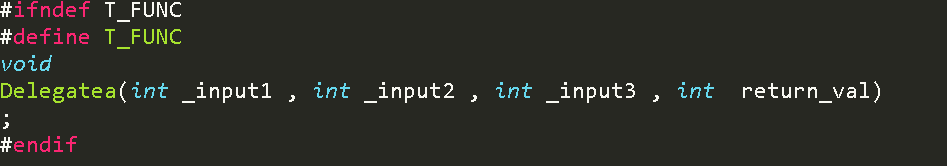 #ifndef T_FUNC
#define T_FUNC
void
Delegatea(int _input1 , int _input2 , int _input3 , int  return_val)
;
#endif